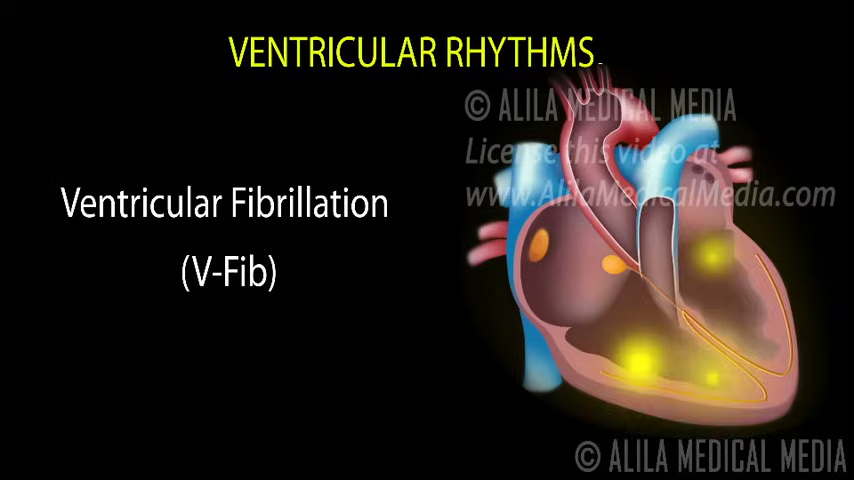 VENTRICULAR RHYTHMS
© ALILA MEDICAL MEDIA
License this video at
www.AlilaMedicalMedia.com
Ventricular Fibrillation
(V-Fib)
© ALILA MEDICAL MEDIA